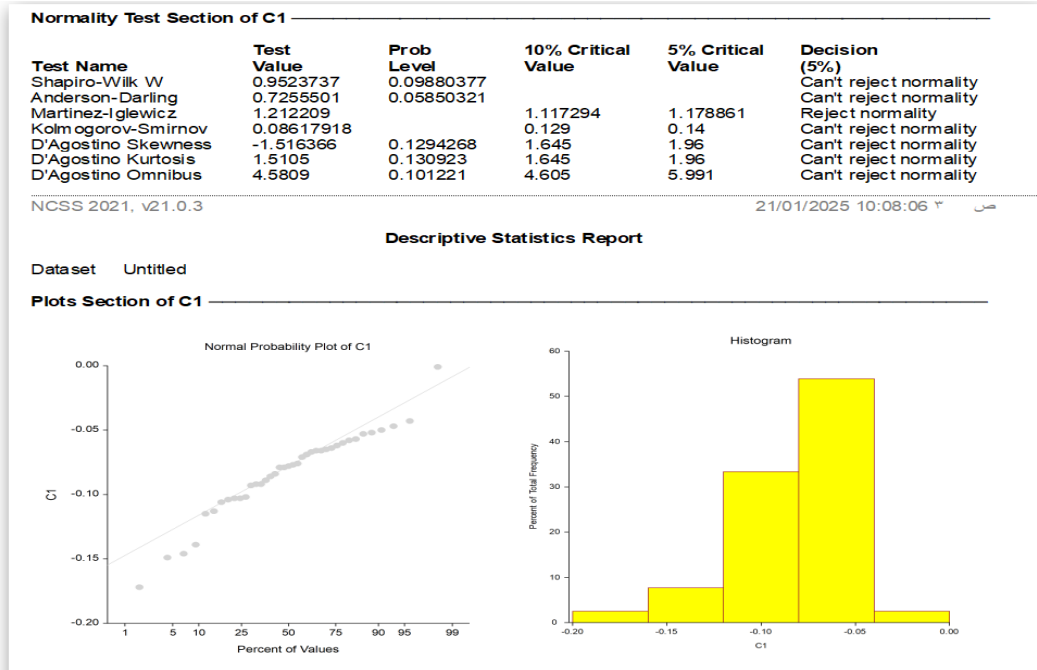 Normality Test Section of C1
Test Prob 10% Critical 5% Critical Decision
Test Name Value Level Value Value (5%)
Shapiro-Wilk W 0.9523737 0.09880377 Can't reject normality
Anderson-Darling 0.7255501 0.05850321 Can't reject normality
Martinez-Iglewicz 1.212209 1.117294 1.178861 Reject normality
Kolmogorov-Smirnov 0.08617918 0.129 0.14 Can't reject normality
D'Agostino Skewness -1.516366 0.1294268 1.645 1.96 Can't reject normality
D'Agostino Kurtosis 1.5105 0.130923 1.645 1.96 Can't reject normality
D'Agostino Omnibus 4.5809 0.101221 4.605 5.991 Can't reject normality
NCSS 2021, v21.0.3 21/01/2025 10:08:06 ٣ ص
Descriptive Statistics Report
Dataset Untitled
Plots Section of C1
Normal Probability Plot of C1
0.00
-0.05
-0.10
-0.15
-0.20
C1
1 5 10 25 50 75 90 95 99
Percent of Values
Histogram
60
50
40
30
20
10
0
Percent of Total Frequency
-0.20 -0.15 -0.10 -0.05 0.00
C1